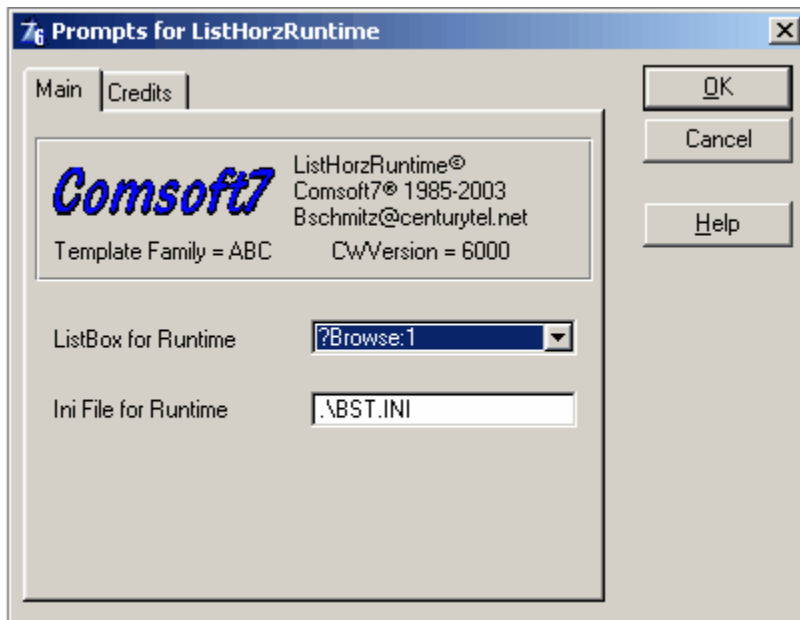 7₆ Prompts for ListHorzRuntime
Main
Credits
OK
Cancel
Help
Comsoft7
ListHorzRuntime©
Comsoft7® 1985-2003
Bschmitz@centurytel.net
Template Family = ABC
CWVersion = 6000
ListBox for Runtime
?Browse:1
Ini File for Runtime
.\BST.INI